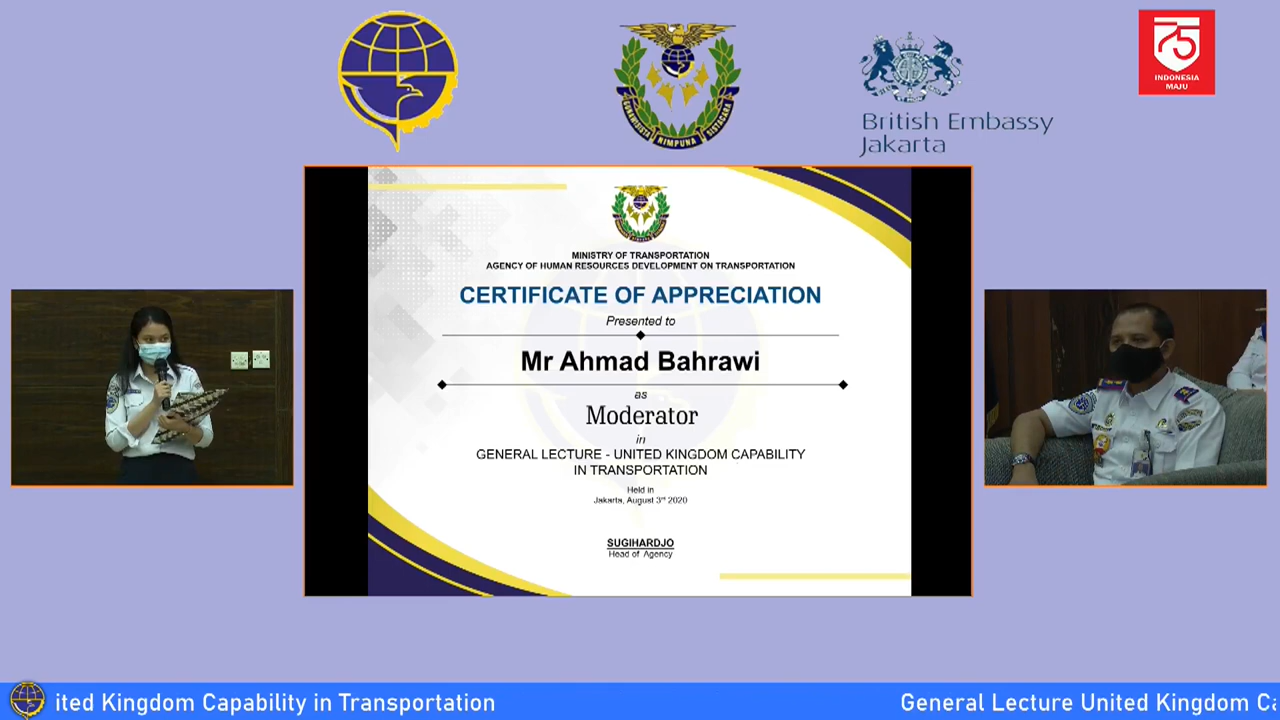 British Embassy
Jakarta
75
INDONESIA
MAJU
MINISTRY OF TRANSPORTATION
AGENCY OF HUMAN RESOURCES DEVELOPMENT ON TRANSPORTATION
CERTIFICATE OF APPRECIATION
Presented to
Mr Ahmad Bahrawi
as
Moderator
in
GENERAL LECTURE - UNITED KINGDOM CAPABILITY
IN TRANSPORTATION
Held in
Jakarta, August 3rd 2020
SUGIHARDJO
Head of Agency
ited Kingdom Capability in Transportation
General Lecture United Kingdom Ca